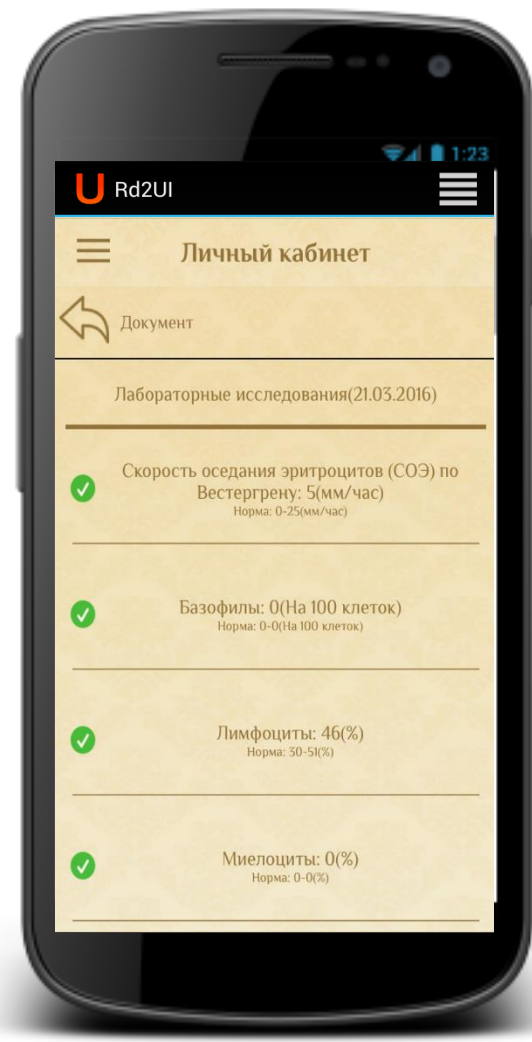 1:23
U Rd2UI
Личный кабинет
Документ
Лабораторные исследования(21.03.2016)
Скорость оседания эритроцитов (СОЭ) по
Вестергрену: 5(мм/час)
Норма: 0-25(мм/час)
Базофилы: 0(На 100 клеток)
Норма: 0-0(На 100 клеток)
Лимфоциты: 46(%)
Норма: 30-51(%)
Миелоциты: 0(%)
Норма: 0-0(%)